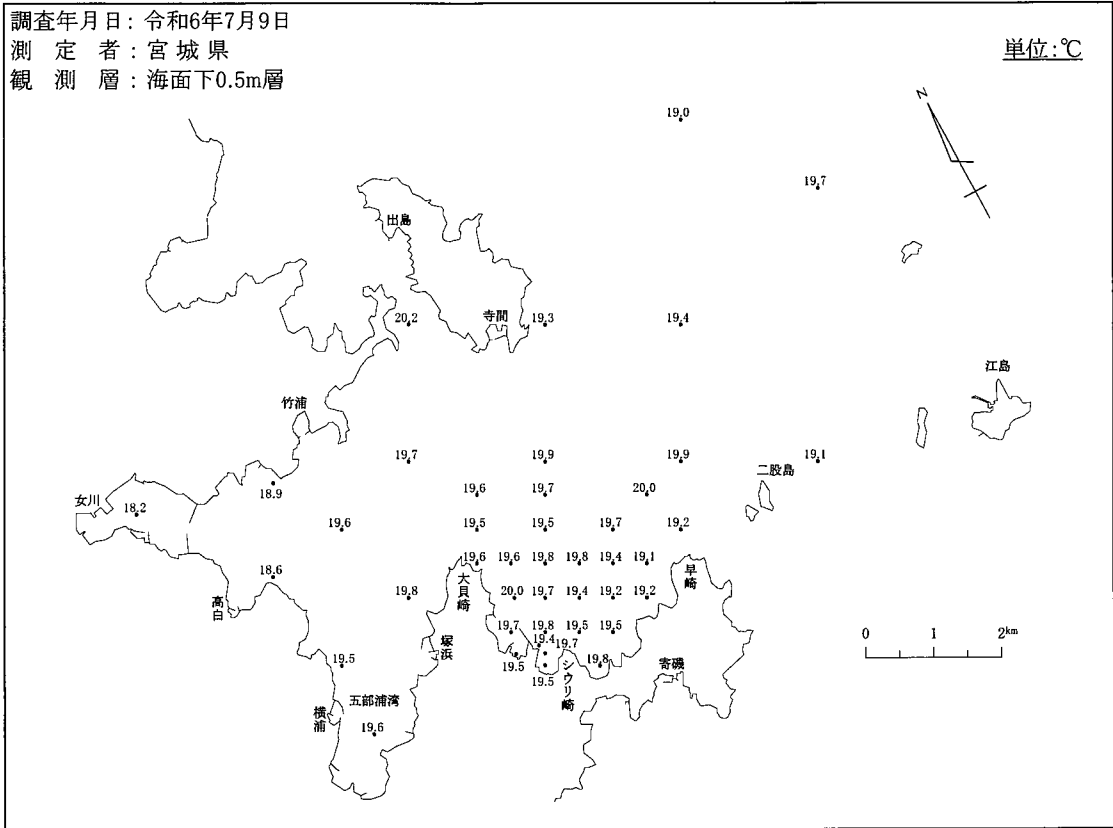 調査年月日：令和6年7月9日
測定者：宮城県
観測層：海面下0.5m層
単位：℃
N
19.0
19.7
出島
20.2
寺間
19.3
19.4
江島
竹浦
19.7
19.9
19.9
19.1
二股島
女川
18.2
18.9
19.6
19.7
20.0
19.6
19.5
19.5
19.7
19.2
19.6
19.6
19.8
19.8
19.4
19.1
早崎
大貝崎
18.6
高白
19.8
20.0
19.7
19.4
19.2
19.2
19.7
19.8
19.5
19.5
0 1 2km
塚浜
19.4
19.7
19.5
19.5
19.5
19.8
シウリ崎
寄磯
五部浦湾
横浦
19.6